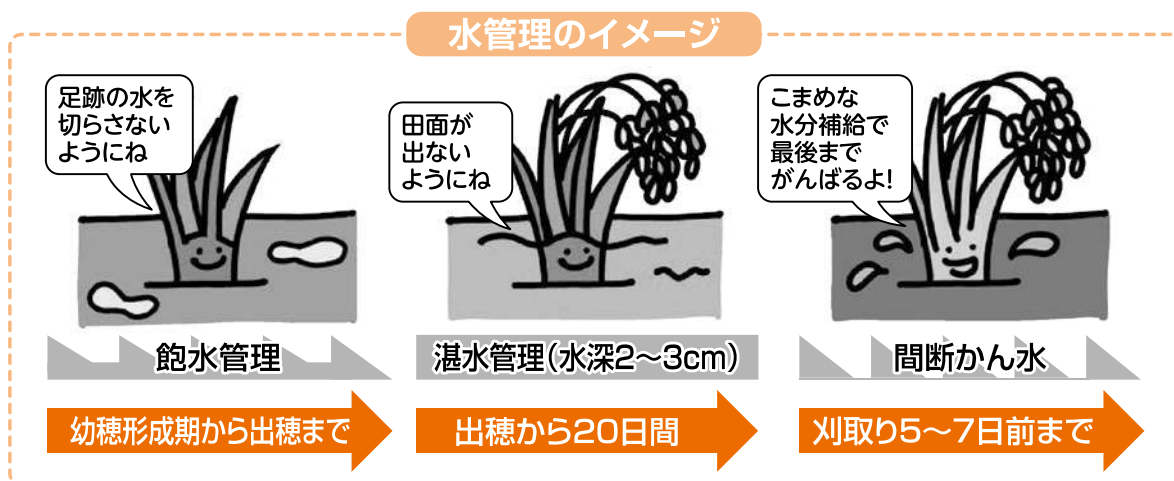 水管理のイメージ
足跡の水を
切らさない
ようにね
田面が
出ない
ようにね
こまめな
水分補給で
最後まで
がんばるよ!
飽水管理
湛水管理(水深2〜3cm)
間断かん水
幼穂形成期から出穂まで
出穂から20日間
刈取り5〜7日前まで